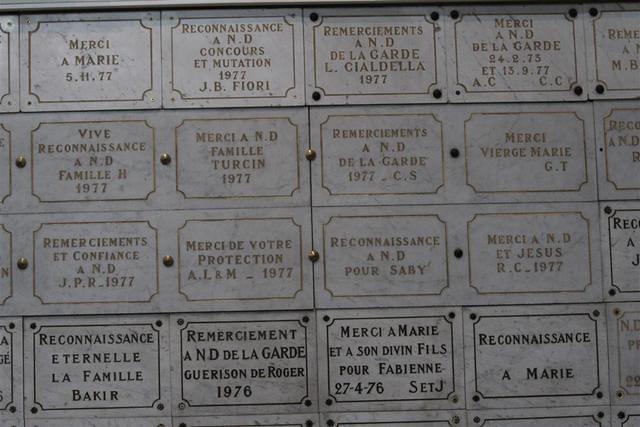 MERCI
A MARIE
5.11.77
RECONNAISSANCE
A N.D
CONCOURS
ET MUTATION
1977
J.B. FIORI
REMERCIEMENTS
A N.D
DE LA GARDE
L. CIALDELLA
1977
MERCI
A N.D
DE LA GARDE
24.2.75
ET 13.9.77
A.C C.C
VIVE
RECONNAISSANCE
A N.D
FAMILLE H
1977
MERCI A N.D
FAMILLE
TURCIN
1977
REMERCIEMENTS
A N.D
DE LA GARDE
1977 - C.S
MERCI
VIERGE MARIE
G.T
REMERCIEMENTS
ET CONFIANCE
A N.D
J.P.R - 1977
MERCI DE VOTRE
PROTECTION
A.L & M - 1977
RECONNAISSANCE
A N.D
POUR SABY
MERCI A N.D
ET JESUS
R.C - 1977
RECONNAISSANCE
ETERNELLE
LA FAMILLE
BAKIR
REMERCIEMENT
A N D DE LA GARDE
GUERISON DE ROGER
1976
MERCI A MARIE
ET A SON DIVIN FILS
POUR FABIENNE
27-4-76 SETJ
RECONNAISSANCE
A MARIE